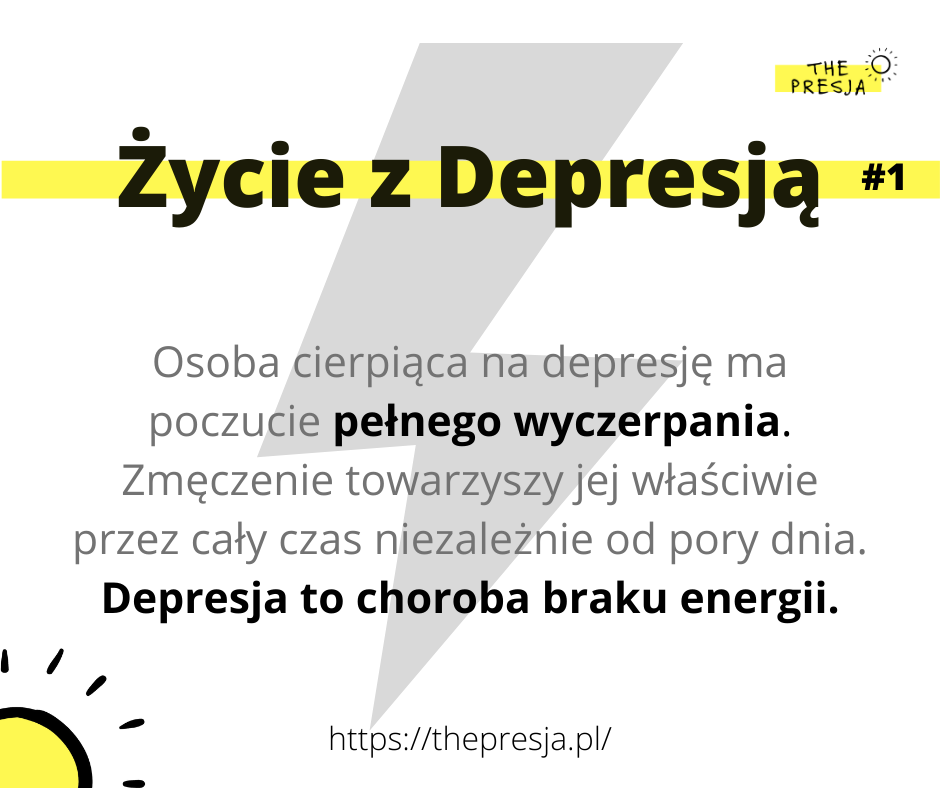 THE
PRESJA
Życie z Depresją #1
Osoba cierpiąca na depresję ma
poczucie pełnego wyczerpania.
Zmęczenie towarzyszy jej właściwie
przez cały czas niezależnie od pory dnia.
Depresja to choroba braku energii.
https://thepresja.pl/